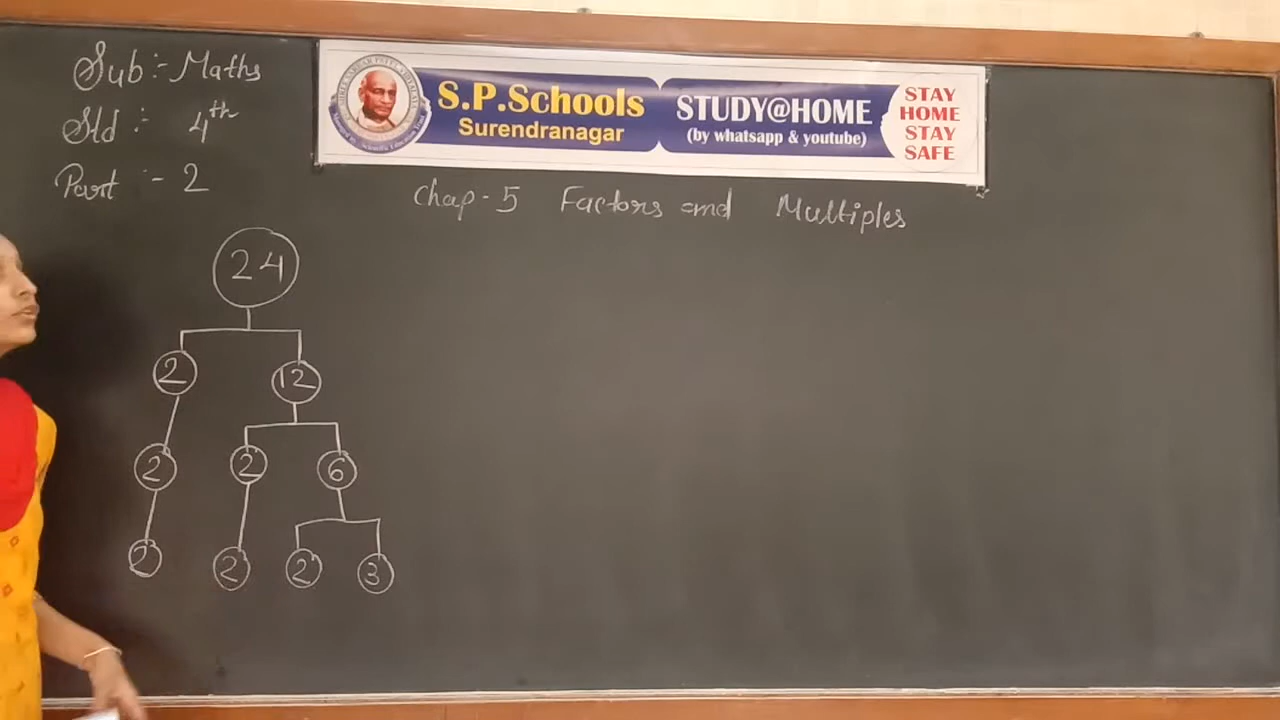 Sub :- Maths
Std :- 4th
Part :- 2
S.P.Schools
Surendranagar
STUDY@HOME
(by whatsapp & youtube)
STAY
HOME
STAY
SAFE
Chap - 5 Factors and Multiples
24
2 12
2 2 6
2 2 2 3